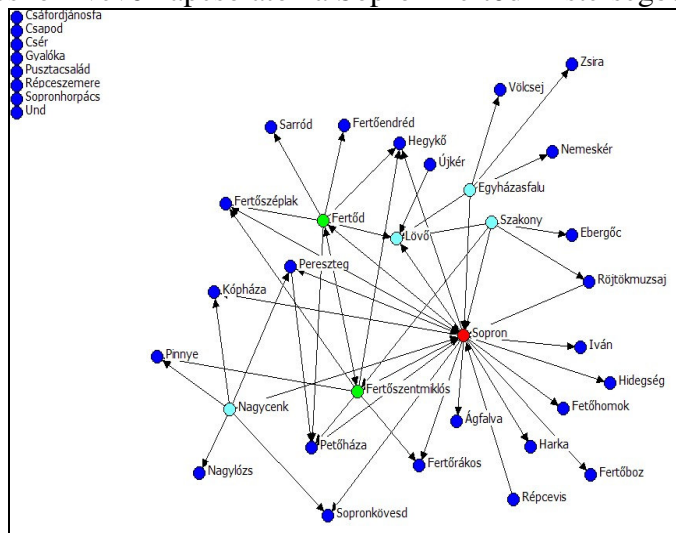 Csáfordjánosfa
Csapod
Csér
Gyalóka
Pusztacsalád
Répceszemere
Sopronhorpács
Und
Zsira
Völcsej
Sarród
Fertőendréd
Hegykő
Újkér
Nemeskér
Egyházasfalu
Fertőszéplak
Fertőd
Lövő
Szakony
Ebergőc
Pereszteg
Röjtökmuzsaj
Kópháza
Sopron
Iván
Pinnye
Fertőszentmiklós
Hidegség
Nagycenk
Fetőhomok
Ágfalva
Petőháza
Harka
Fertőrákos
Nagylózs
Fertőboz
Répcevis
Sopronkövesd